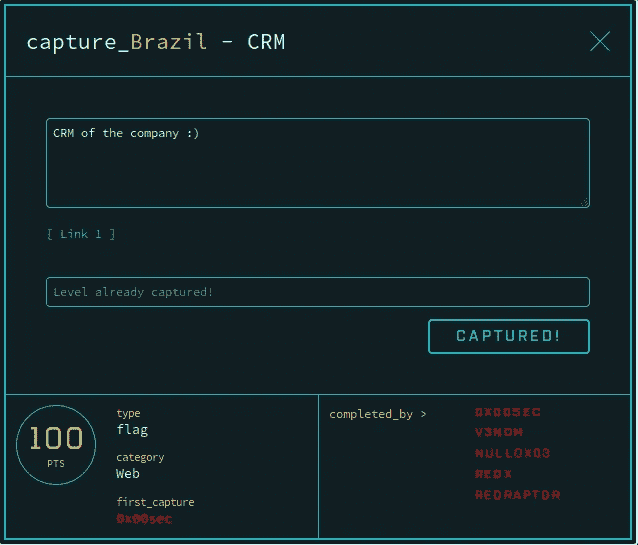 capture_Brazil - CRM
CRM of the company :)
[ Link 1 ]
Level already captured!
CAPTURED!
100
PTS
type
flag
category
Web
first_capture
0x00sec
completed_by >
0X00SEC
V3N0M
NULL0X03
REDX
REDRAPTOR